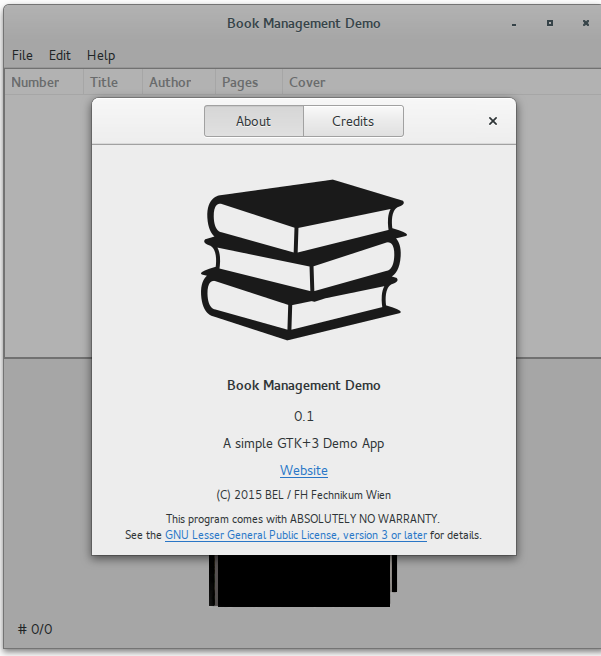 Book Management Demo
File Edit Help
Number Title Author Pages Cover
About Credits
Book Management Demo
0.1
A simple GTK+3 Demo App
Website
(C) 2015 BEL / FH Fechnikum Wien
This program comes with ABSOLUTELY NO WARRANTY.
See the GNU Lesser General Public License, version 3 or later for details.
# 0/0